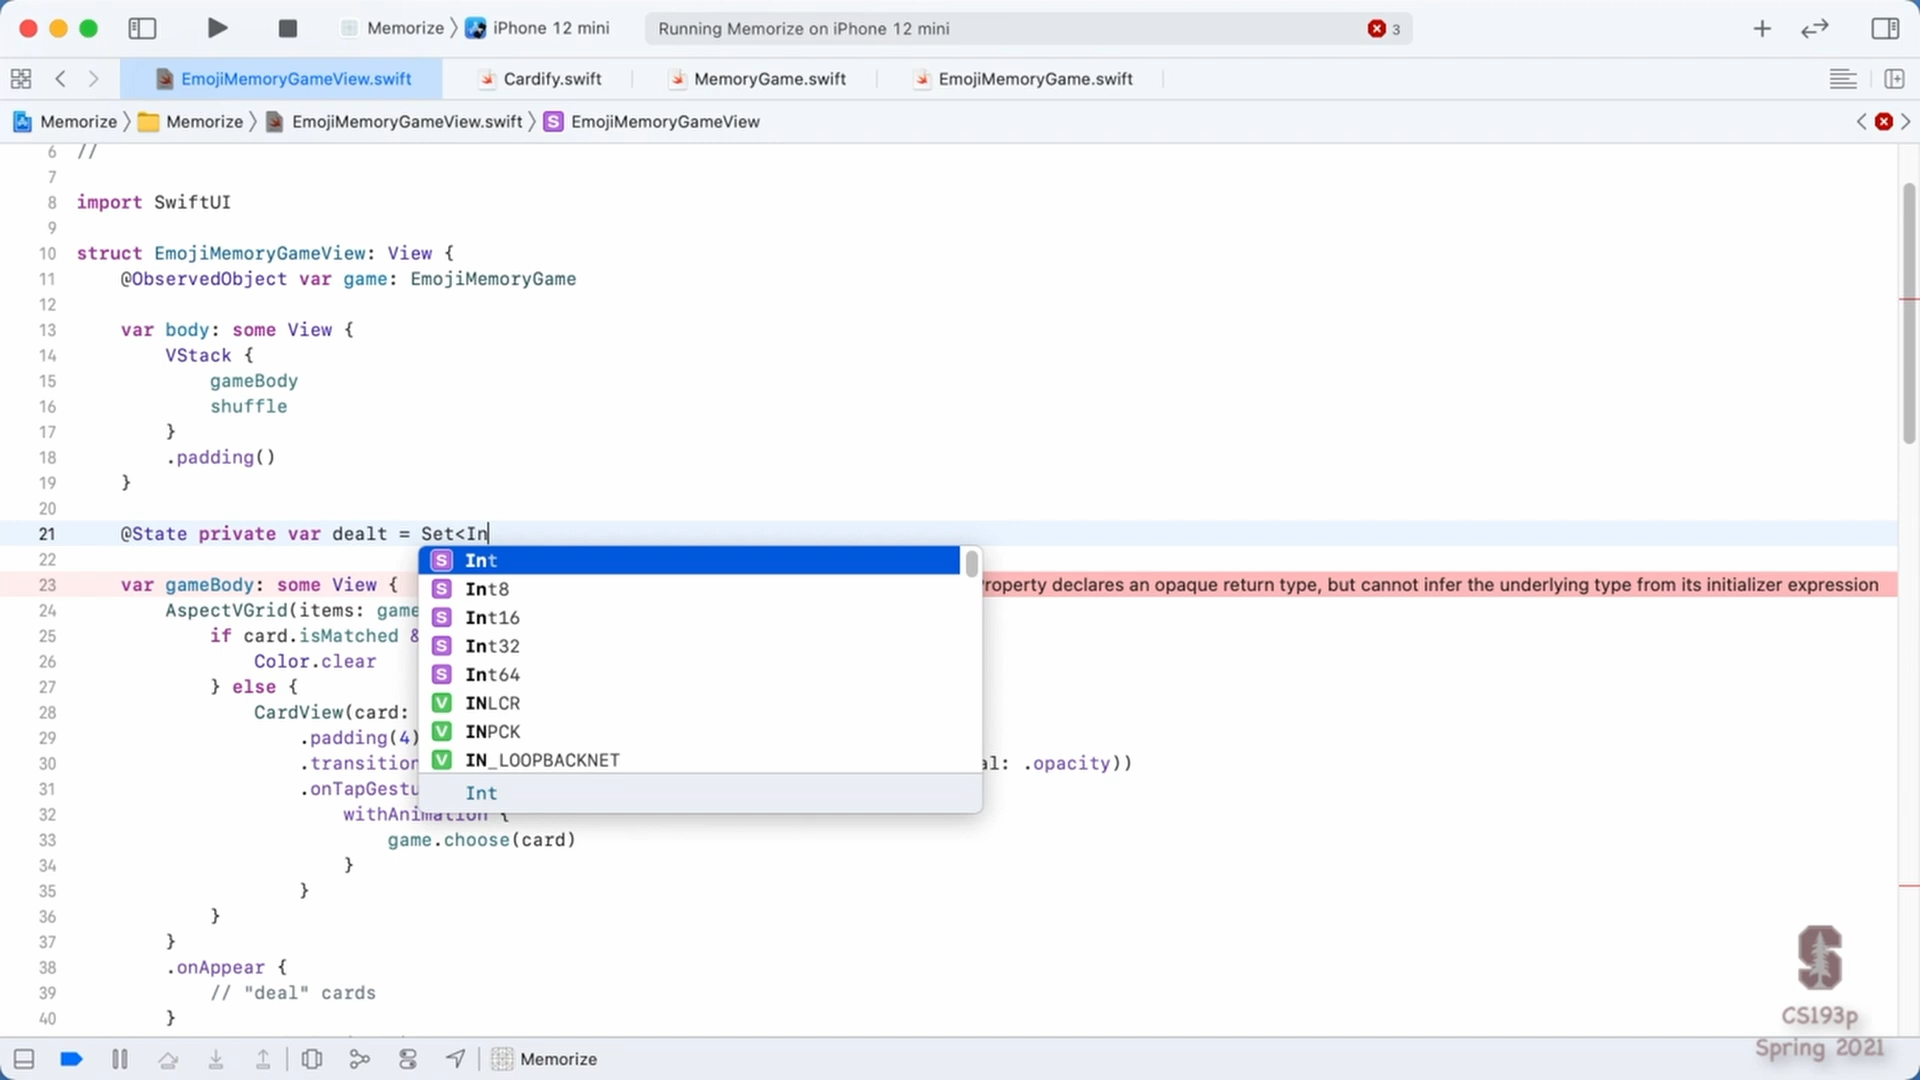 Memorize 〉 iPhone 12 mini
Running Memorize on iPhone 12 mini
3
EmojiMemoryGameView.swift
Cardify.swift
MemoryGame.swift
EmojiMemoryGame.swift
Memorize 〉 Memorize 〉 EmojiMemoryGameView.swift 〉 S EmojiMemoryGameView
6 //
7
8 import SwiftUI
9
10 struct EmojiMemoryGameView: View {
11 @ObservedObject var game: EmojiMemoryGame
12
13 var body: some View {
14 VStack {
15 gameBody
16 shuffle
17 }
18 .padding()
19 }
20
21 @State private var dealt = Set<In
22
S Int
23 var gameBody: some View { Property declares an opaque return type, but cannot infer the underlying type from its initializer expression
S Int8
24 AspectVGrid(items: game
S Int16
25 if card.isMatched &
S Int32
26 Color.clear
S Int64
27 } else {
V INLCR
28 CardView(card:
V INPCK
29 .padding(4)
V IN_LOOPBACKNET
30 .transition al: .opacity))
31 .onTapGestu
Int
32 withAnimation {
33 game.choose(card)
34 }
35 }
36 }
37 }
38 .onAppear {
39 // "deal" cards
40 }
S
CS193p
Spring 2021
Memorize